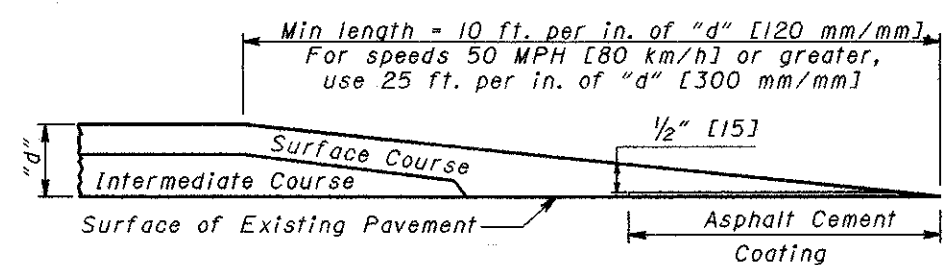 Min length = 10 ft. per in. of "d" [120 mm/mm]
For speeds 50 MPH [80 km/h] or greater,
use 25 ft. per in. of "d" [300 mm/mm]
1/2" [15]
"d"
Surface Course
Intermediate Course
Surface of Existing Pavement
Asphalt Cement
Coating